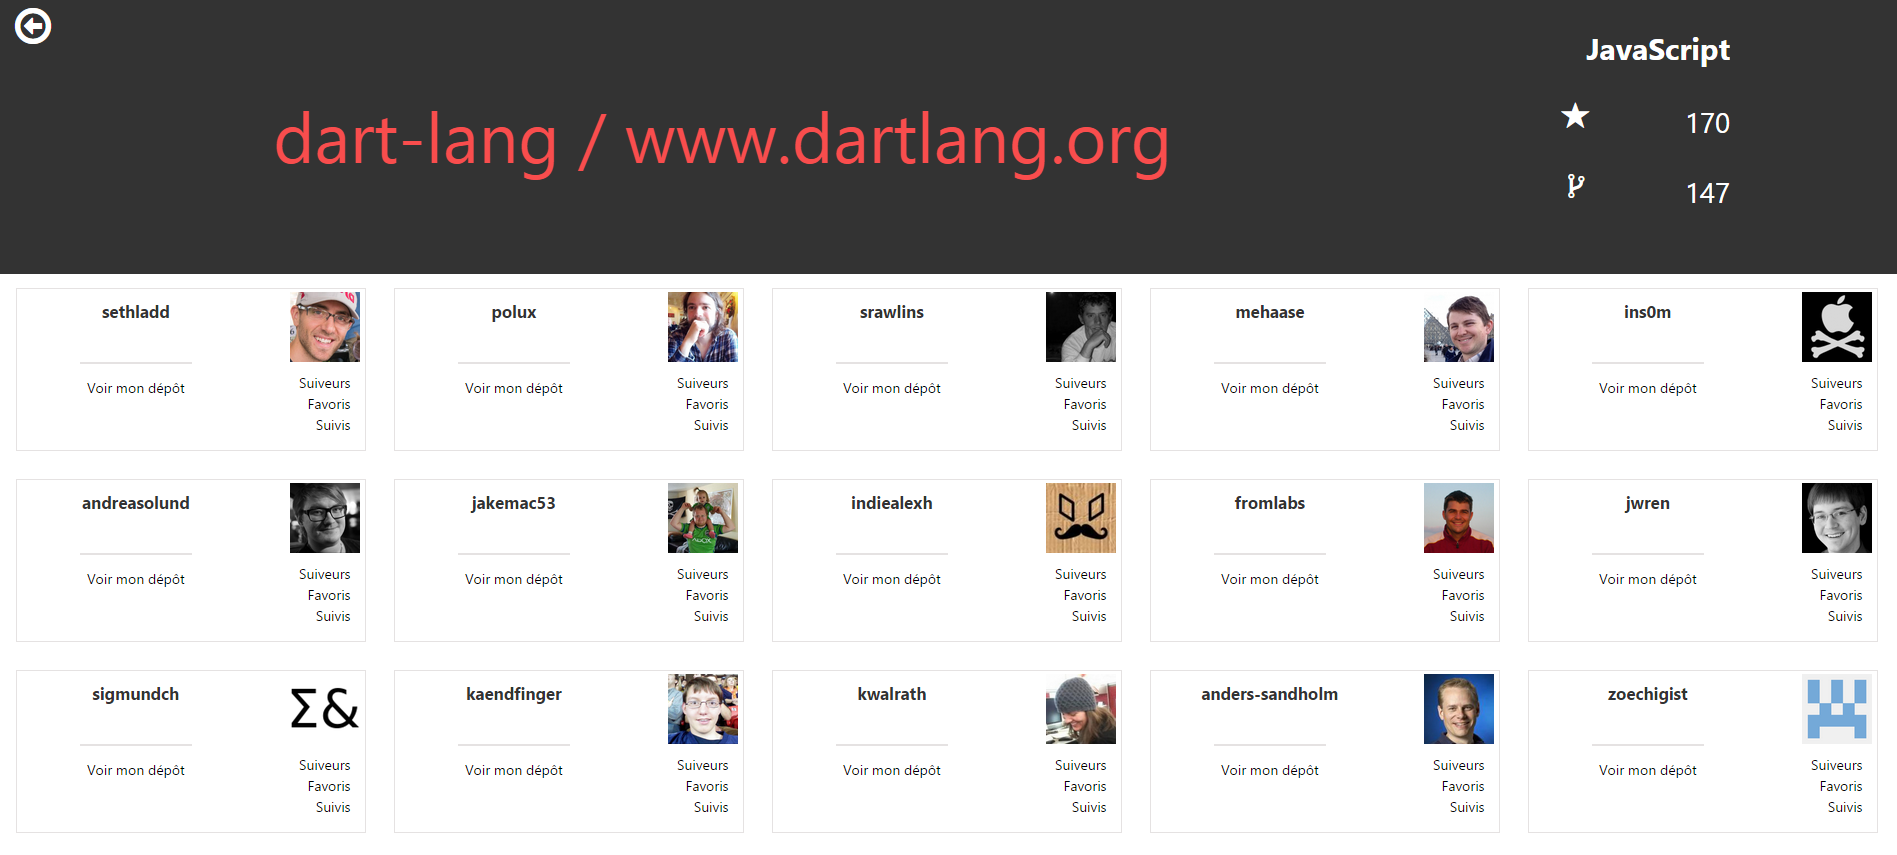 JavaScript
dart-lang / www.dartlang.org
170
147
sethladd
Voir mon dépôt
Suiveurs
Favoris
Suivis
polux
Voir mon dépôt
Suiveurs
Favoris
Suivis
srawlins
Voir mon dépôt
Suiveurs
Favoris
Suivis
mehaase
Voir mon dépôt
Suiveurs
Favoris
Suivis
ins0m
Voir mon dépôt
Suiveurs
Favoris
Suivis
andreasolund
Voir mon dépôt
Suiveurs
Favoris
Suivis
jakemac53
Voir mon dépôt
Suiveurs
Favoris
Suivis
indiealexh
Voir mon dépôt
Suiveurs
Favoris
Suivis
fromlabs
Voir mon dépôt
Suiveurs
Favoris
Suivis
jwren
Voir mon dépôt
Suiveurs
Favoris
Suivis
sigmundch
Σ&
Voir mon dépôt
Suiveurs
Favoris
Suivis
kaendfinger
Voir mon dépôt
Suiveurs
Favoris
Suivis
kwalrath
Voir mon dépôt
Suiveurs
Favoris
Suivis
anders-sandholm
Voir mon dépôt
Suiveurs
Favoris
Suivis
zoechigist
Voir mon dépôt
Suiveurs
Favoris
Suivis